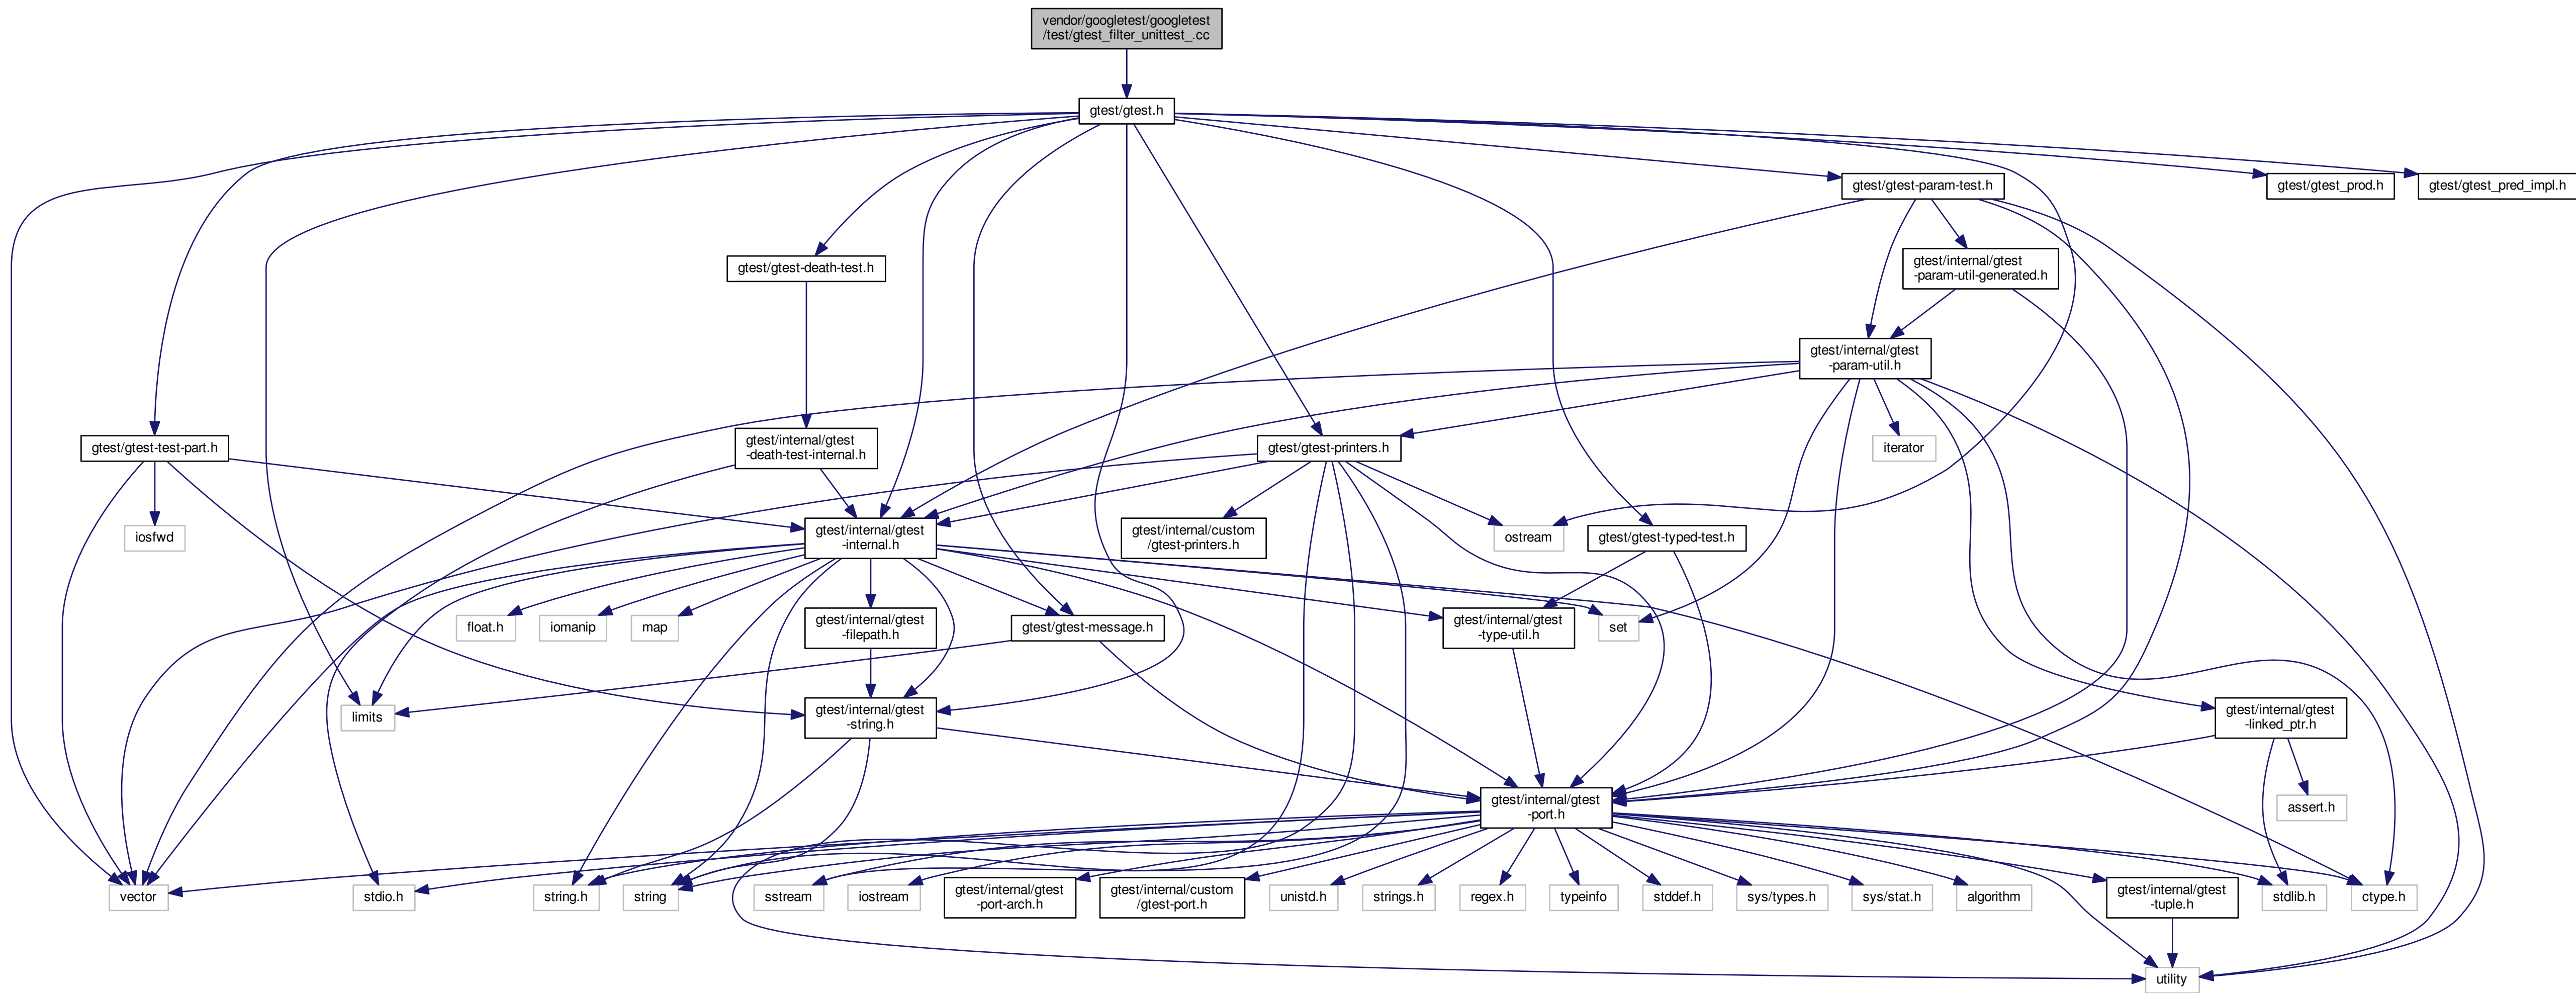 vendor/googletest/googletest
/test/gtest_filter_unittest_.cc
gtest/gtest.h
gtest/gtest-param-test.h
gtest/gtest_prod.h
gtest/gtest_pred_impl.h
gtest/gtest-death-test.h
gtest/internal/gtest
-param-util-generated.h
gtest/internal/gtest
-param-util.h
gtest/gtest-test-part.h
gtest/internal/gtest
-death-test-internal.h
gtest/gtest-printers.h
iterator
iosfwd
gtest/internal/gtest
-internal.h
gtest/internal/custom
/gtest-printers.h
ostream
gtest/gtest-typed-test.h
float.h
iomanip
map
gtest/internal/gtest
-filepath.h
gtest/gtest-message.h
gtest/internal/gtest
-type-util.h
set
limits
gtest/internal/gtest
-string.h
gtest/internal/gtest
-linked_ptr.h
gtest/internal/gtest
-port.h
assert.h
vector
stdio.h
string.h
string
sstream
iostream
gtest/internal/gtest
-port-arch.h
gtest/internal/custom
/gtest-port.h
unistd.h
strings.h
regex.h
typeinfo
stddef.h
sys/types.h
sys/stat.h
algorithm
gtest/internal/gtest
-tuple.h
stdlib.h
ctype.h
utility